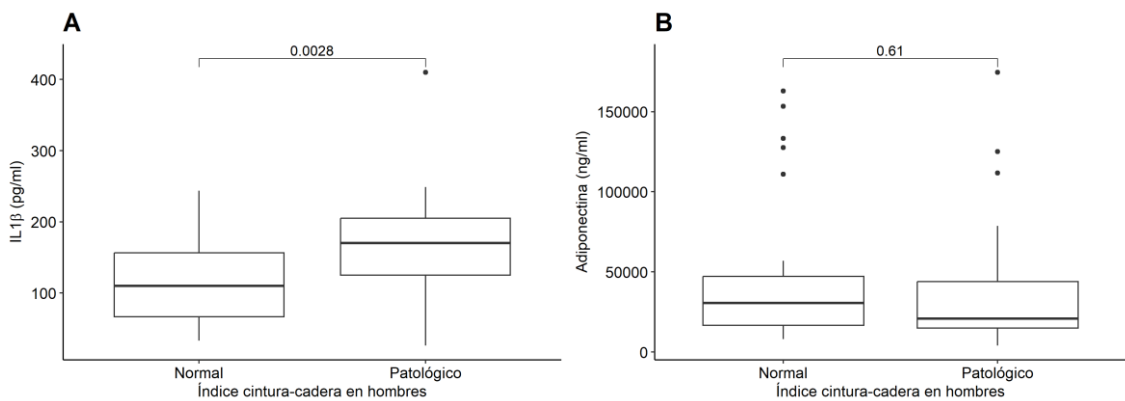 A
0.0028
400
300
200
100
IL1β (pg/ml)
Normal
Patológico
Índice cintura-cadera en hombres
B
0.61
150000
100000
50000
0
Adiponectina (ng/ml)
Normal
Patológico
Índice cintura-cadera en hombres